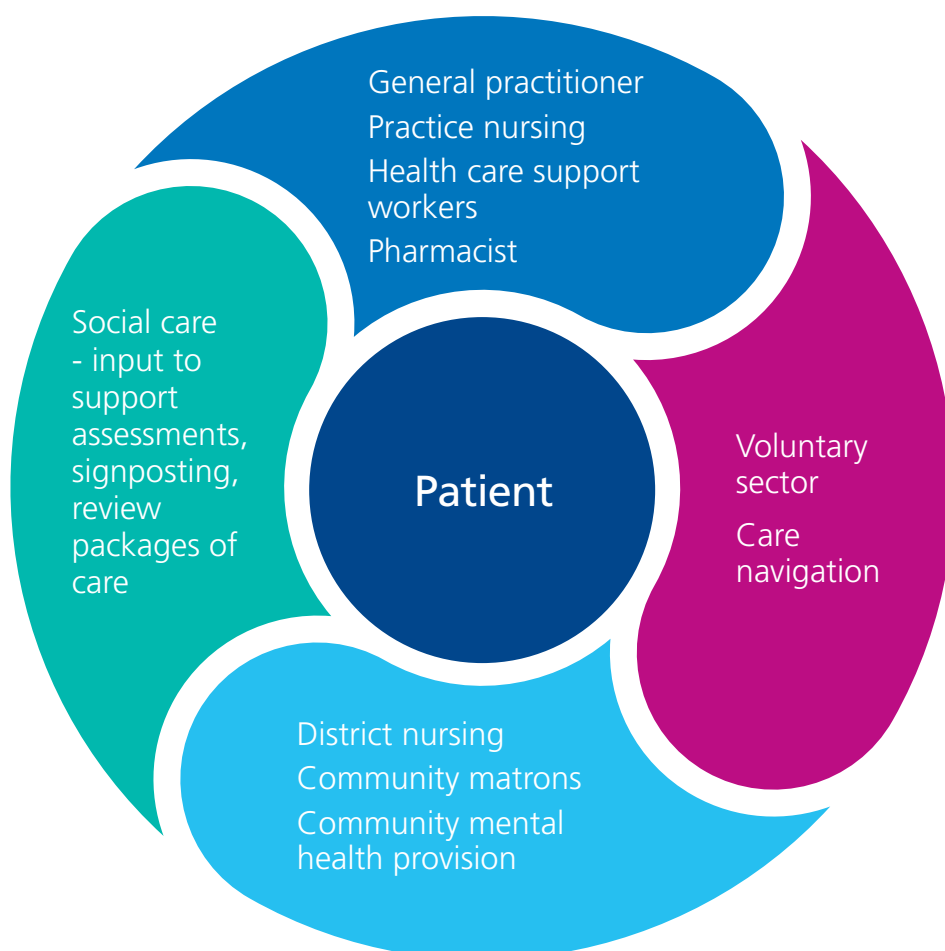 General practitioner
Practice nursing
Health care support
workers
Pharmacist
Social care
- input to
support
assessments,
signposting,
review
packages of
care
Patient
Voluntary
sector
Care
navigation
District nursing
Community matrons
Community mental
health provision